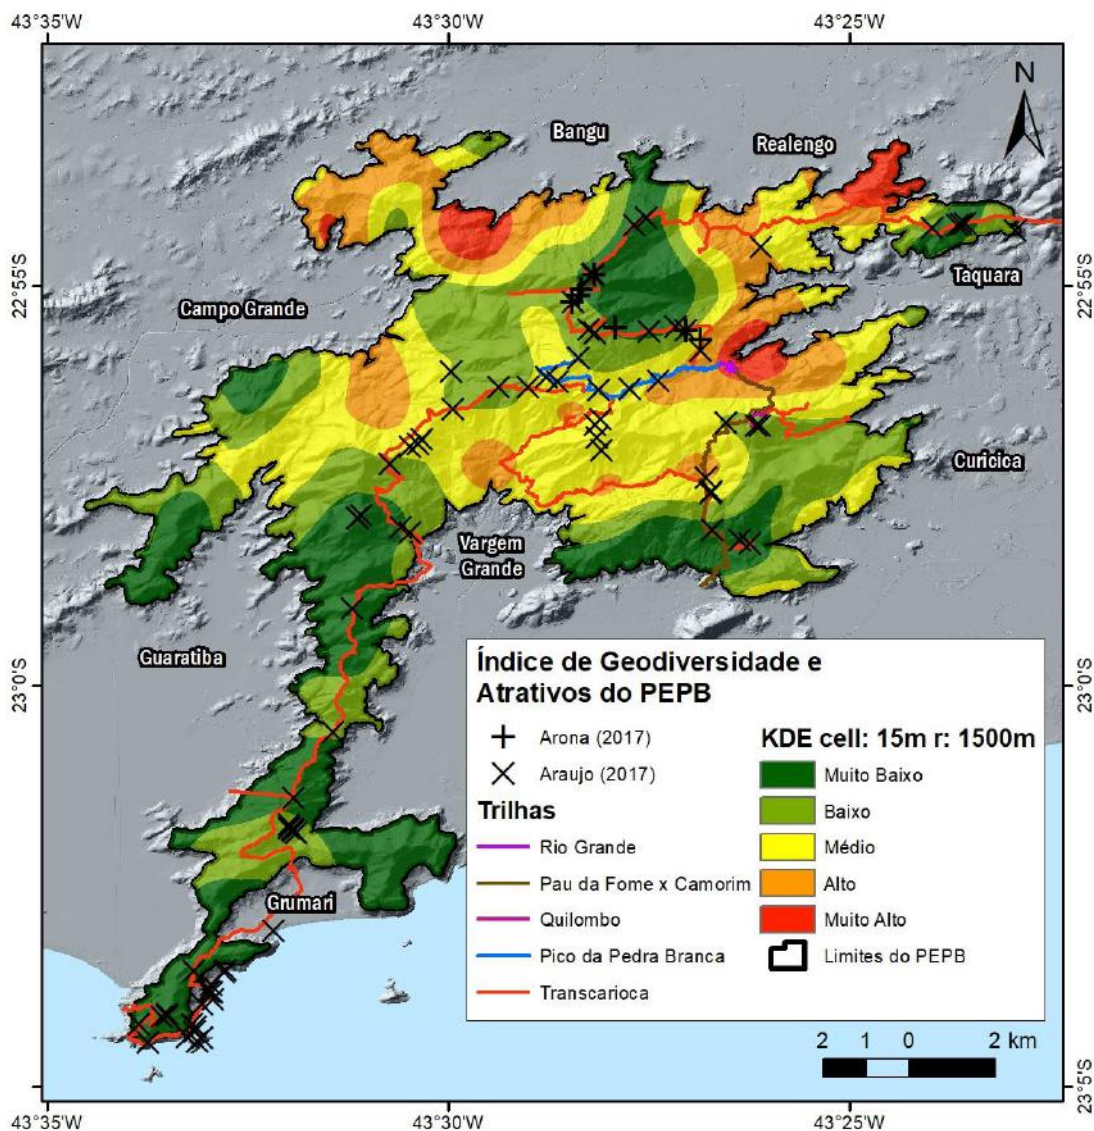 43°35'W 43°30'W 43°25'W
N
Bangu
Realengo
22°55'S
22°55'S
Taquara
Campo Grande
Curicica
Vargem
Grande
Guaratiba
23°0'S
23°0'S
Grumari
Índice de Geodiversidade e
Atrativos do PEPB
Arona (2017)
Araujo (2017)
Trilhas
Rio Grande
Pau da Fome x Camorim
Quilombo
Pico da Pedra Branca
Transcarioca
KDE cell: 15m r: 1500m
Muito Baixo
Baixo
Médio
Alto
Muito Alto
Limites do PEPB
2 1 0 2 km
23°5'S
43°35'W 43°30'W 43°25'W